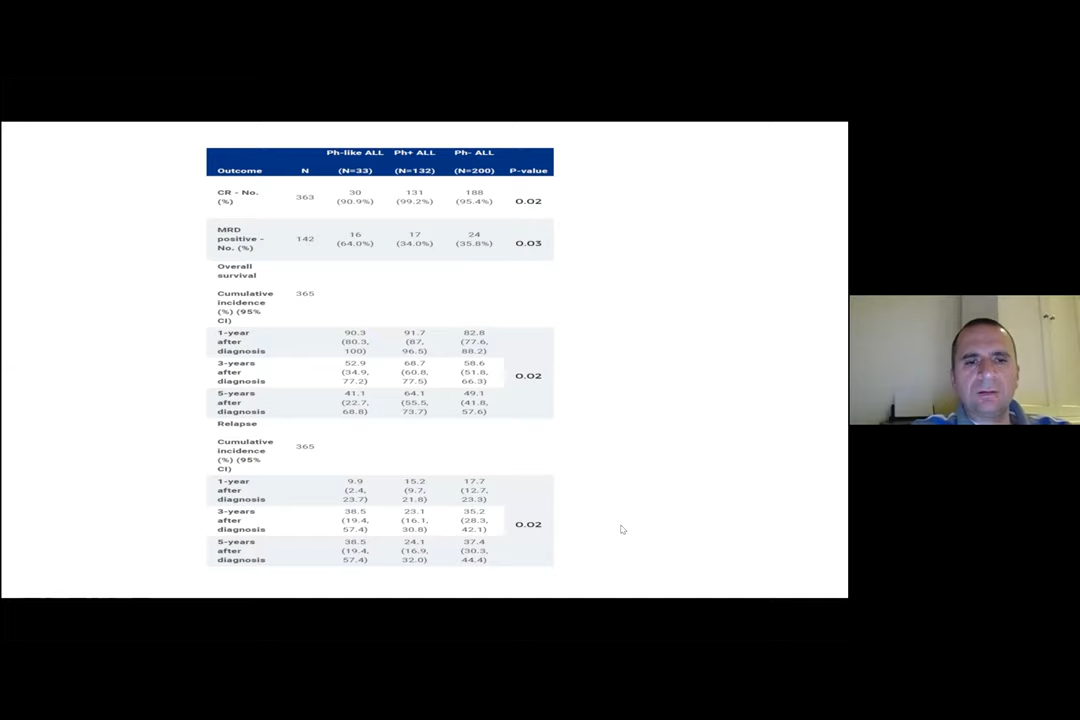 Ph-like ALL Ph+ ALL Ph- ALL
Outcome N (N=33) (N=132) (N=200) P-value
CR - No. 30 131 188
(%) 363 (90.9%) (99.2%) (95.4%) 0.02
MRD
positive - 142 16 17 24
No. (%) (64.0%) (34.0%) (35.8%) 0.03
Overall
survival
Cumulative 365
incidence
(%) (95%
CI)
1-year 90.3 91.7 82.8
after (80.3, (87, (77.6,
diagnosis 100) 96.5) 88.2)
3-years 52.9 68.7 58.6
after (34.9, (60.8, (51.8, 0.02
diagnosis 77.2) 77.5) 66.3)
5-years 41.1 64.1 49.1
after (22.7, (55.5, (41.8,
diagnosis 68.8) 73.7) 57.6)
Relapse
Cumulative 365
incidence
(%) (95%
CI)
1-year 9.9 15.2 17.7
after (2.4, (9.7, (12.7,
diagnosis 23.7) 21.8) 23.3)
3-years 38.5 23.1 35.2
after (19.4, (16.1, (28.3, 0.02
diagnosis 57.4) 30.8) 42.1)
5-years 38.5 24.1 37.4
after (19.4, (16.9, (30.3,
diagnosis 57.4) 32.0) 44.4)